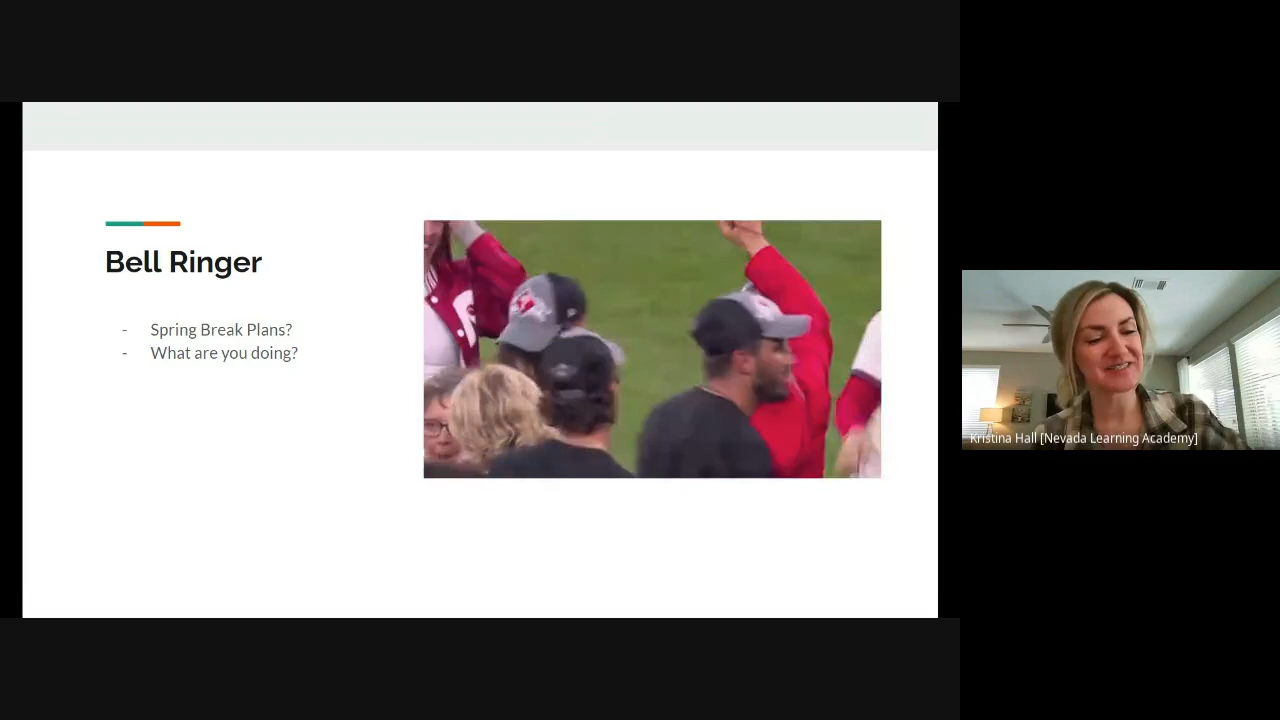 Bell Ringer
- Spring Break Plans?
- What are you doing?
Kristina Hall [Nevada Learning Academy]